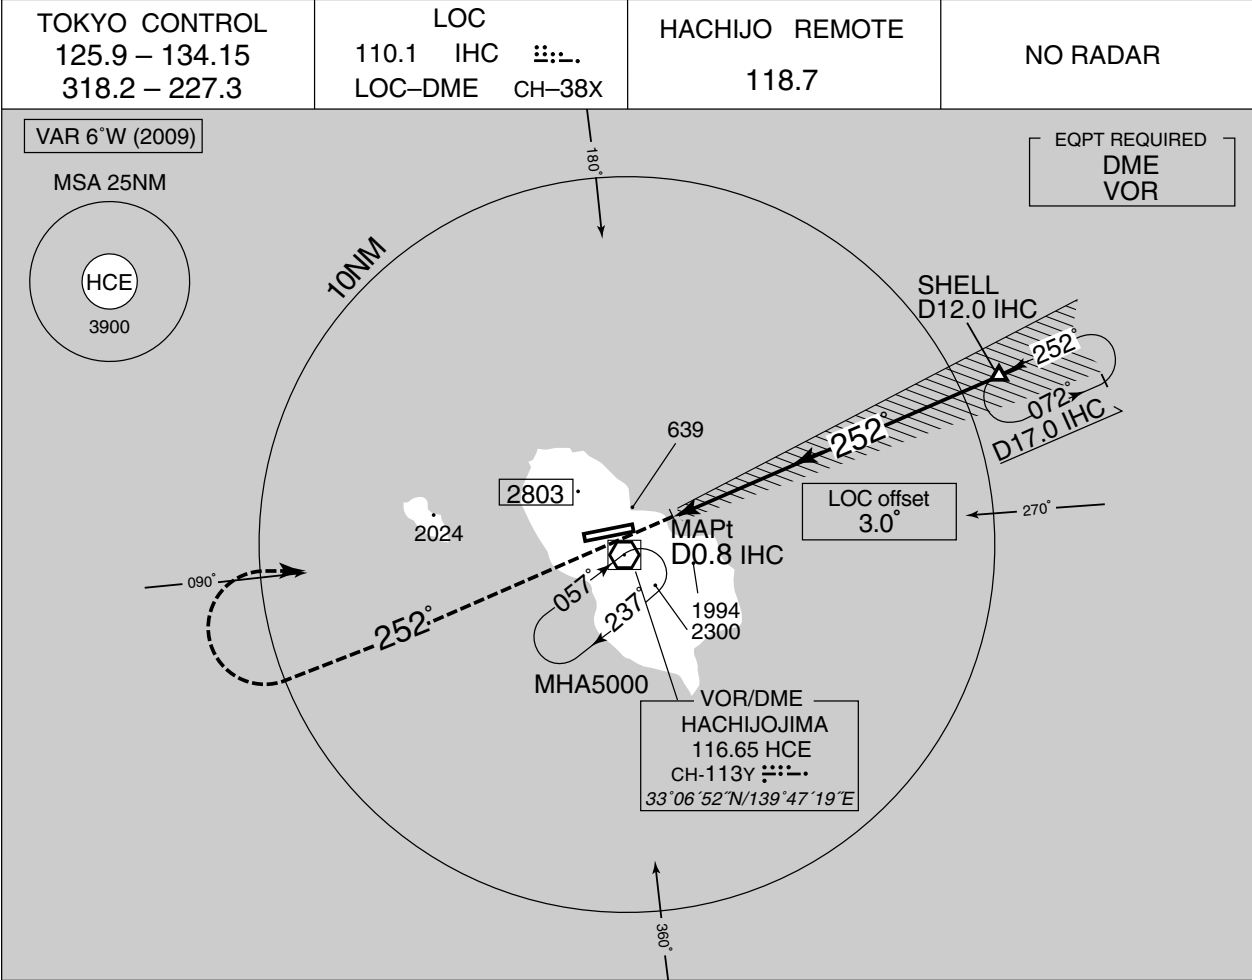 TOKYO CONTROL
125.9 – 134.15
318.2 – 227.3
LOC
110.1 IHC
LOC–DME CH–38X
HACHIJO REMOTE
118.7
NO RADAR
VAR 6°W (2009)
MSA 25NM
HCE
3900
180°
EQPT REQUIRED
DME
VOR
10NM
SHELL
D12.0 IHC
252°
072°
D17.0 IHC
252°
639
2803
2024
LOC offset
3.0°
270°
MAPt
D0.8 IHC
090°
057°
237°
252°
1994
2300
MHA5000
VOR/DME
HACHIJOJIMA
116.65 HCE
CH-113Y
33°06´52˝N/139°47´19˝E
360°